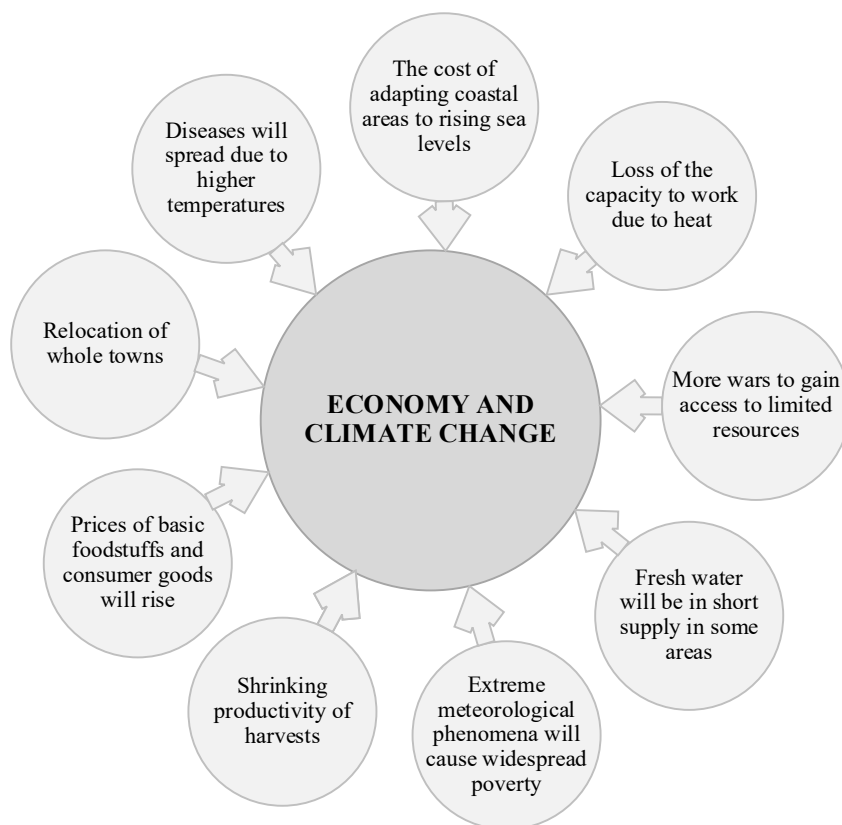 The cost of
adapting coastal
areas to rising sea
levels
Loss of the
capacity to work
due to heat
More wars to gain
access to limited
resources
Fresh water
will be in short
supply in some
areas
Extreme
meteorological
phenomena will
cause widespread
poverty
Shrinking
productivity of
harvests
Prices of basic
foodstuffs and
consumer goods
will rise
Relocation of
whole towns
Diseases will
spread due to
higher
temperatures
ECONOMY AND
CLIMATE CHANGE